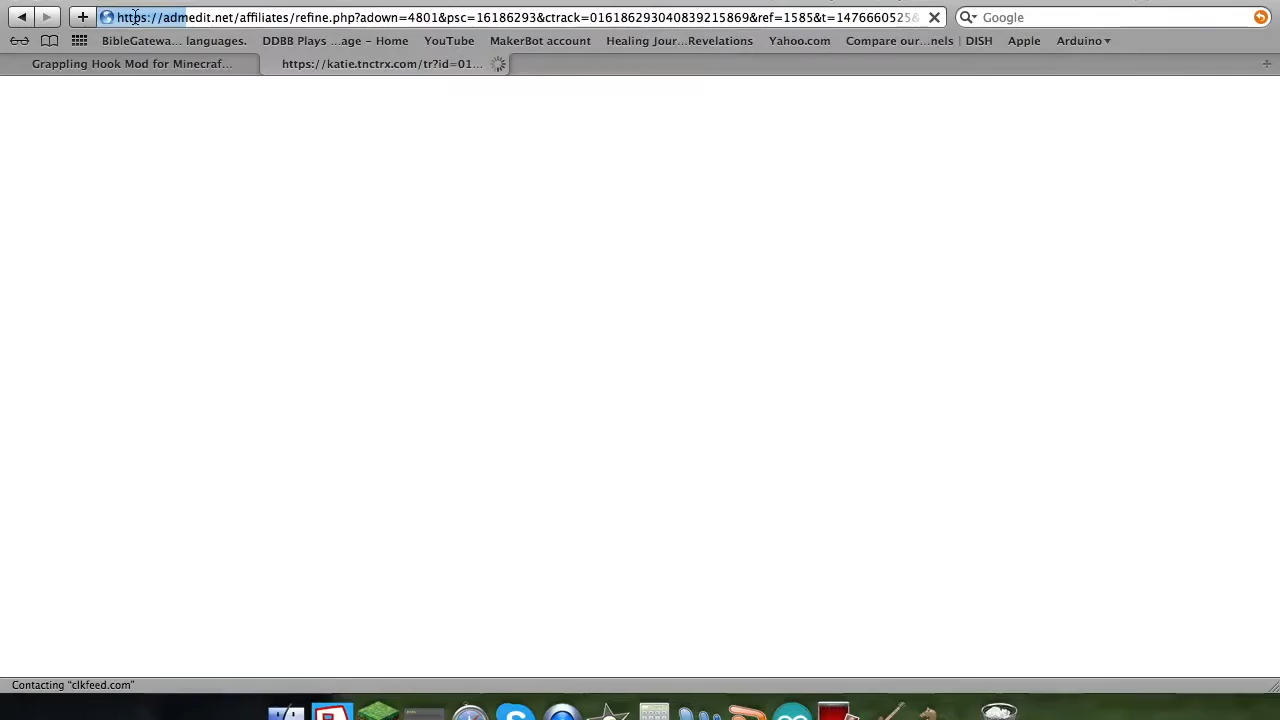 https://admedit.net/affiliates/refine.php?adown=4801&psc=16186293&ctrack=016186293040839215869&ref=1585&t=1476660525&
Google
BibleGatewa... languages.
DDBB Plays ...age – Home
YouTube
MakerBot account
Healing Jour...Revelations
Yahoo.com
Compare our...nels | DISH
Apple
Arduino
Grappling Hook Mod for Minecraf...
https://katie.tnctrx.com/tr?id=01...
Contacting "clkfeed.com"